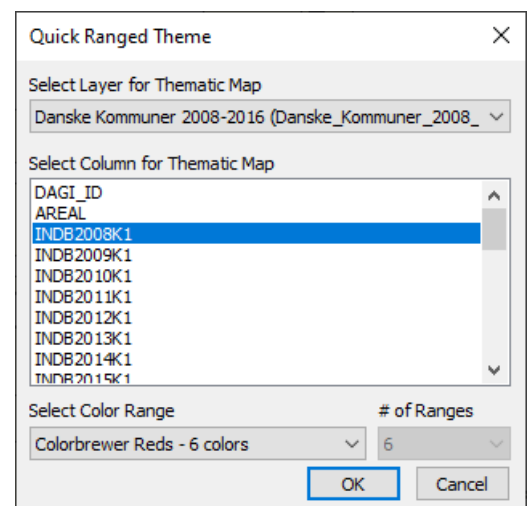 Quick Ranged Theme
Select Layer for Thematic Map
Danske Kommuner 2008-2016 (Danske_Kommuner_2008_
Select Column for Thematic Map
DAGI_ID
AREAL
INDB2008K1
INDB2009K1
INDB2010K1
INDB2011K1
INDB2012K1
INDB2013K1
INDB2014K1
INDB2015K1
Select Color Range # of Ranges
Colorbrewer Reds - 6 colors 6
OK Cancel